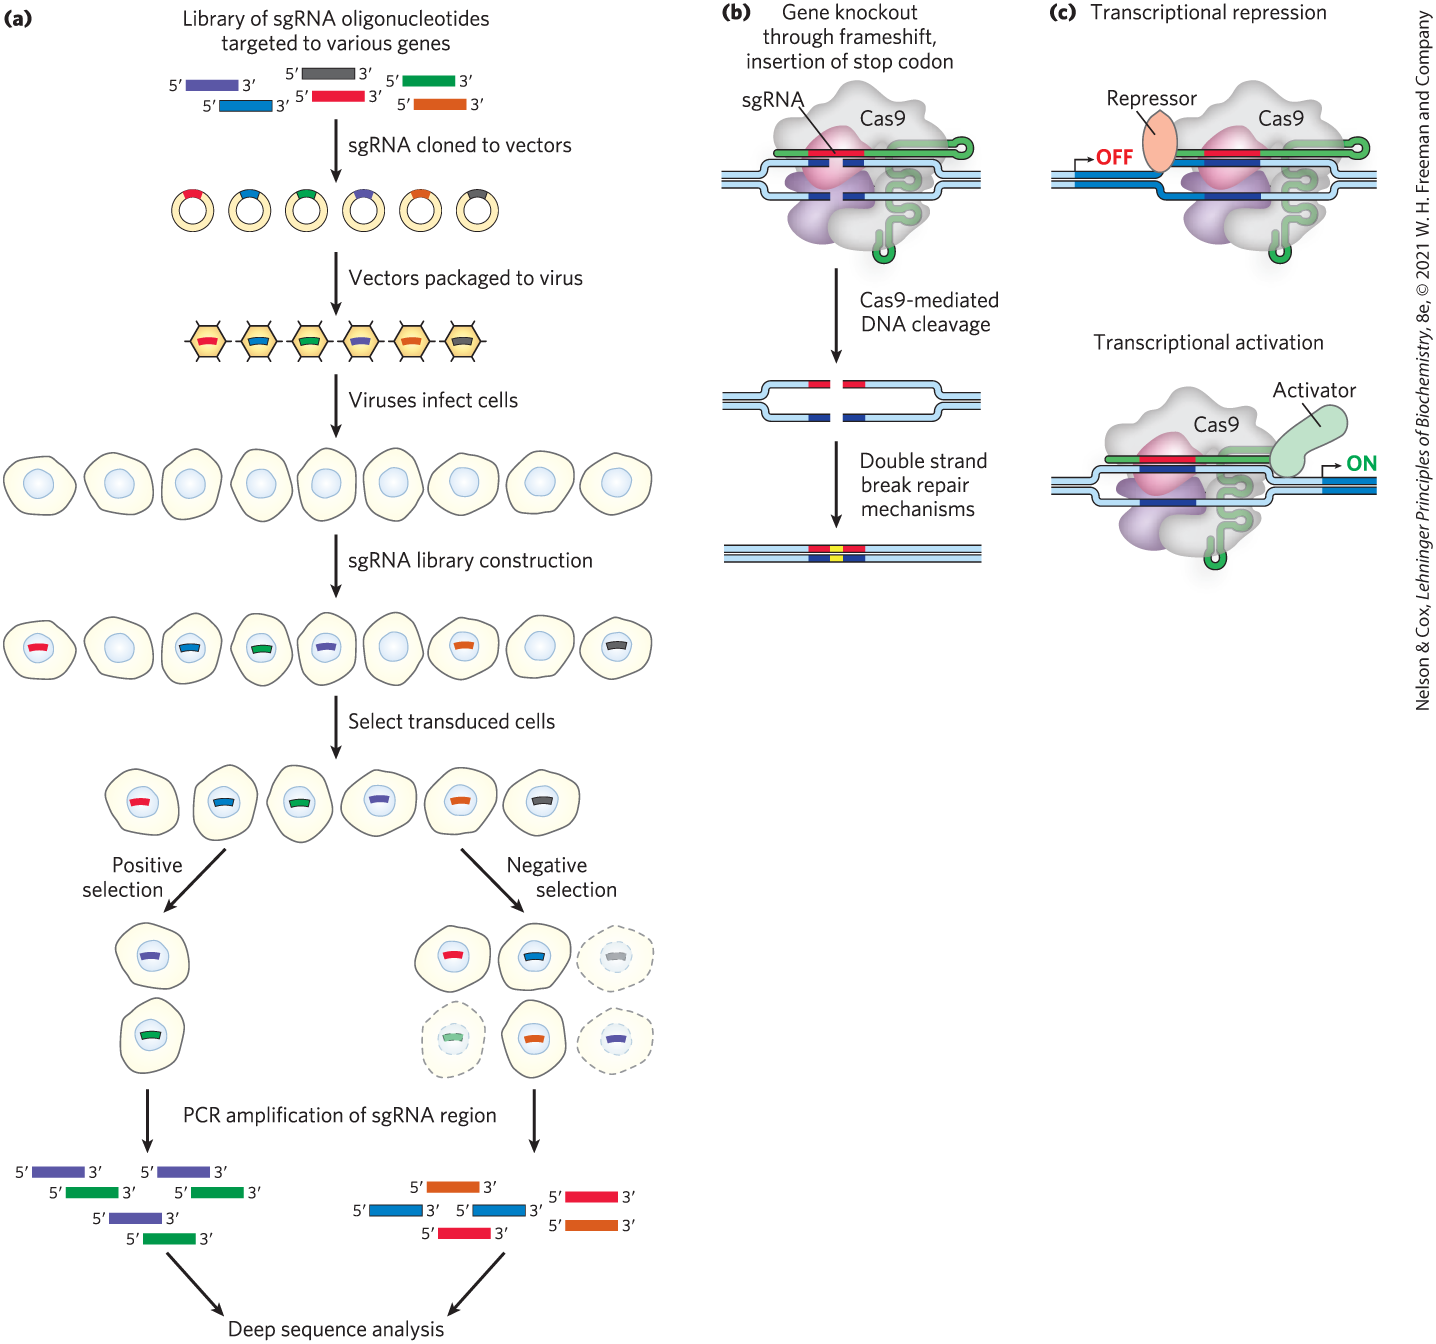 (a)
Library of sgRNA oligonucleotides
targeted to various genes
5′ 3′
5′ 3′
5′ 3′
5′ 3′
5′ 3′
5′ 3′
sgRNA cloned to vectors
Vectors packaged to virus
Viruses infect cells
sgRNA library construction
Select transduced cells
Positive
selection
Negative
selection
PCR amplification of sgRNA region
5′ 3′
5′ 3′
5′ 3′
5′ 3′
5′ 3′
5′ 3′
5′ 3′
5′ 3′
5′ 3′
5′ 3′
5′ 3′
5′ 3′
Deep sequence analysis
(b)
Gene knockout
through frameshift,
insertion of stop codon
sgRNA
Cas9
Cas9-mediated
DNA cleavage
Double strand
break repair
mechanisms
(c) Transcriptional repression
Repressor
Cas9
OFF
Transcriptional activation
Activator
Cas9
ON
Nelson & Cox, Lehninger Principles of Biochemistry, 8e, © 2021 W. H. Freeman and Company